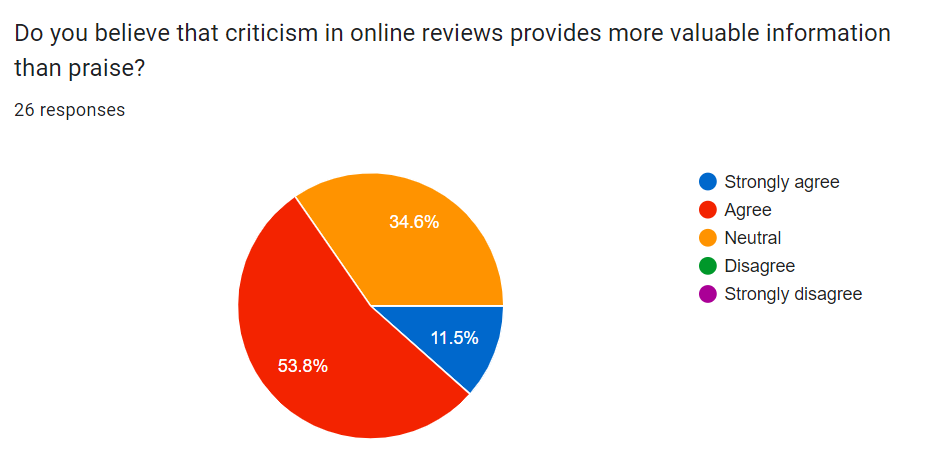 Do you believe that criticism in online reviews provides more valuable information
than praise?
26 responses
34.6%
11.5%
53.8%
Strongly agree
Agree
Neutral
Disagree
Strongly disagree